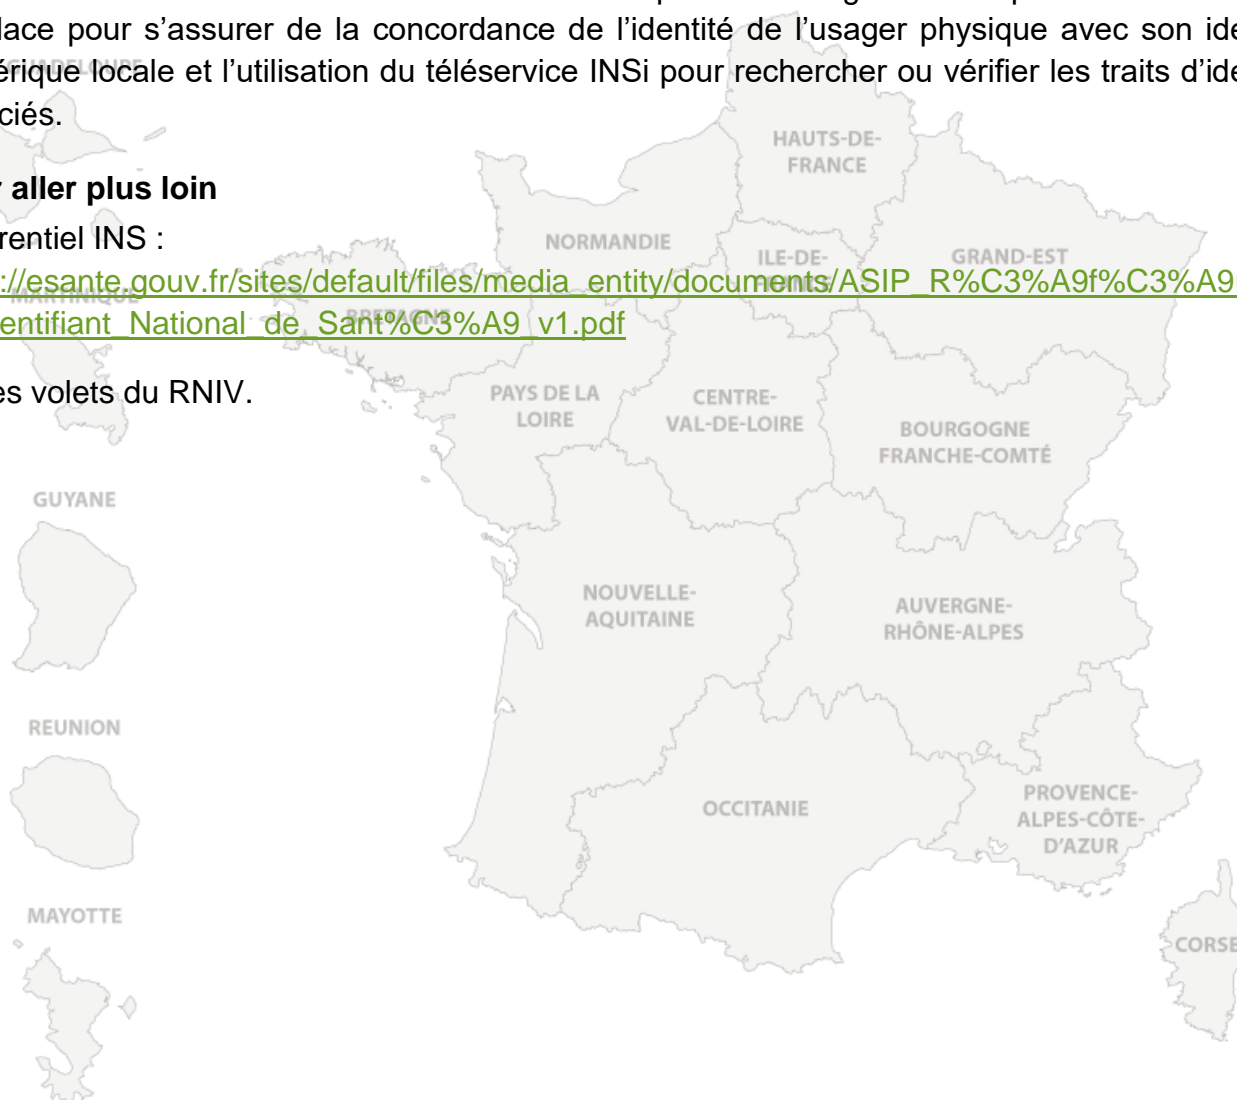 lace pour s’assurer de la concordance de l’identité de l’usager physique avec son ide
érique locale et l’utilisation du téléservice INSi pour rechercher ou vérifier les traits d’ide
ciés.
r aller plus loin
rentiel INS :
://esante.gouv.fr/sites/default/files/media_entity/documents/ASIP_R%C3%A9f%C3%A9
entifiant_National_de_Sant%C3%A9_v1.pdf
es volets du RNIV.
GUADELOUPE
MARTINIQUE
GUYANE
REUNION
MAYOTTE
HAUTS-DE-
FRANCE
NORMANDIE
ILE-DE-
FRANCE
GRAND-EST
BRETAGNE
PAYS DE LA
LOIRE
CENTRE-
VAL-DE-LOIRE
BOURGOGNE
FRANCHE-COMTÉ
NOUVELLE-
AQUITAINE
AUVERGNE-
RHÔNE-ALPES
OCCITANIE
PROVENCE-
ALPES-CÔTE-
D’AZUR
CORSE